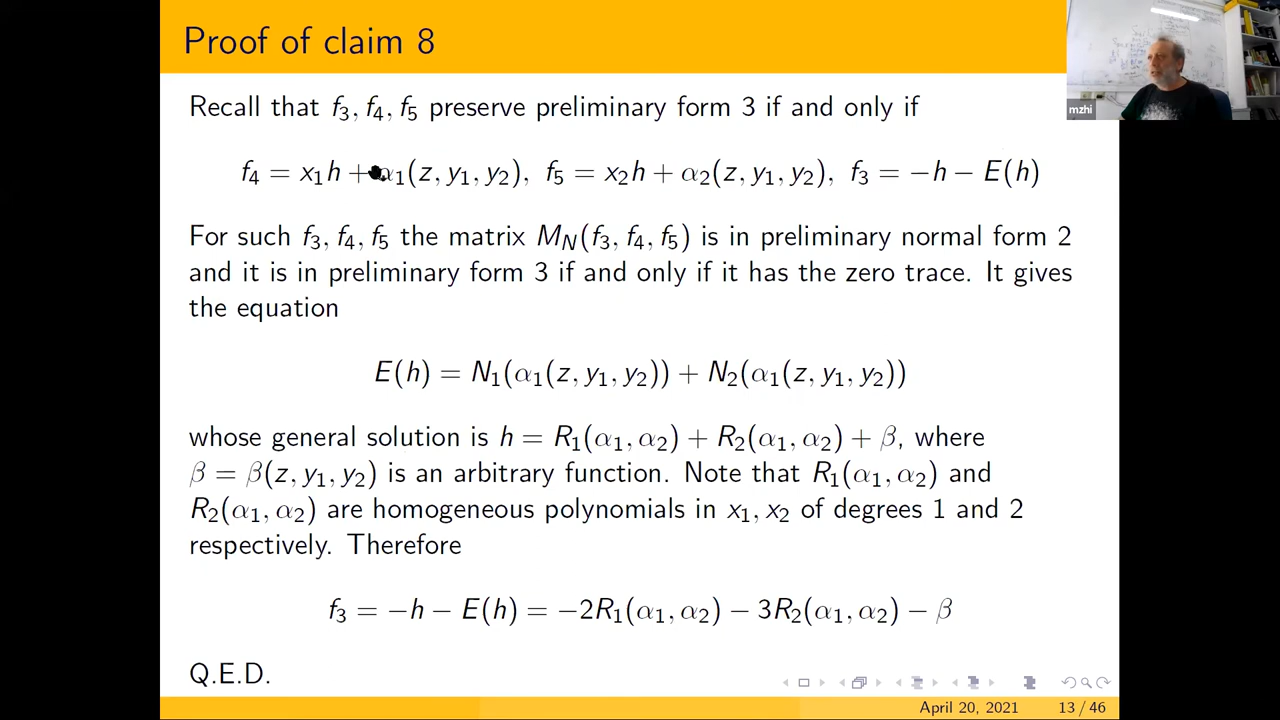 Proof of claim 8
mzhi
Recall that f₃, f₄, f₅ preserve preliminary form 3 if and only if
f₄ = x₁h + α₁(z, y₁, y₂), f₅ = x₂h + α₂(z, y₁, y₂), f₃ = −h − E(h)
For such f₃, f₄, f₅ the matrix M_N(f₃, f₄, f₅) is in preliminary normal form 2
and it is in preliminary form 3 if and only if it has the zero trace. It gives
the equation
E(h) = N₁(α₁(z, y₁, y₂)) + N₂(α₁(z, y₁, y₂))
whose general solution is h = R₁(α₁, α₂) + R₂(α₁, α₂) + β, where
β = β(z, y₁, y₂) is an arbitrary function. Note that R₁(α₁, α₂) and
R₂(α₁, α₂) are homogeneous polynomials in x₁, x₂ of degrees 1 and 2
respectively. Therefore
f₃ = −h − E(h) = −2R₁(α₁, α₂) − 3R₂(α₁, α₂) − β
Q.E.D.
April 20, 2021 13 / 46